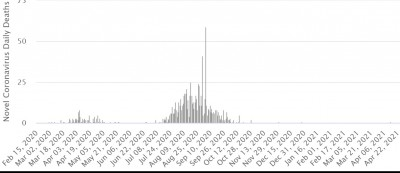 Novel Coronavirus Daily Deaths
75
50
25
0
Feb 15, 2020
Mar 02, 2020
Mar 18, 2020
Apr 03, 2020
Apr 19, 2020
May 05, 2020
May 21, 2020
Jun 06, 2020
Jun 22, 2020
Jul 08, 2020
Jul 24, 2020
Aug 09, 2020
Aug 25, 2020
Sep 10, 2020
Sep 26, 2020
Oct 12, 2020
Oct 28, 2020
Nov 13, 2020
Nov 29, 2020
Dec 15, 2020
Dec 31, 2020
Jan 16, 2021
Feb 01, 2021
Feb 17, 2021
Mar 05, 2021
Mar 21, 2021
Apr 06, 2021
Apr 22, 2021